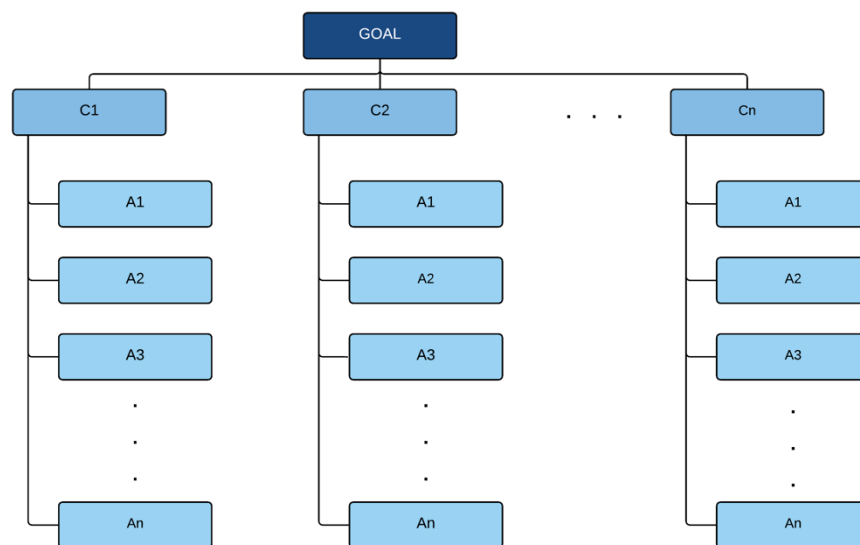 GOAL
C1
C2
. . .
Cn
A1
A1
A1
A2
A2
A2
A3
A3
A3
.
.
.
.
.
.
.
.
.
An
An
An